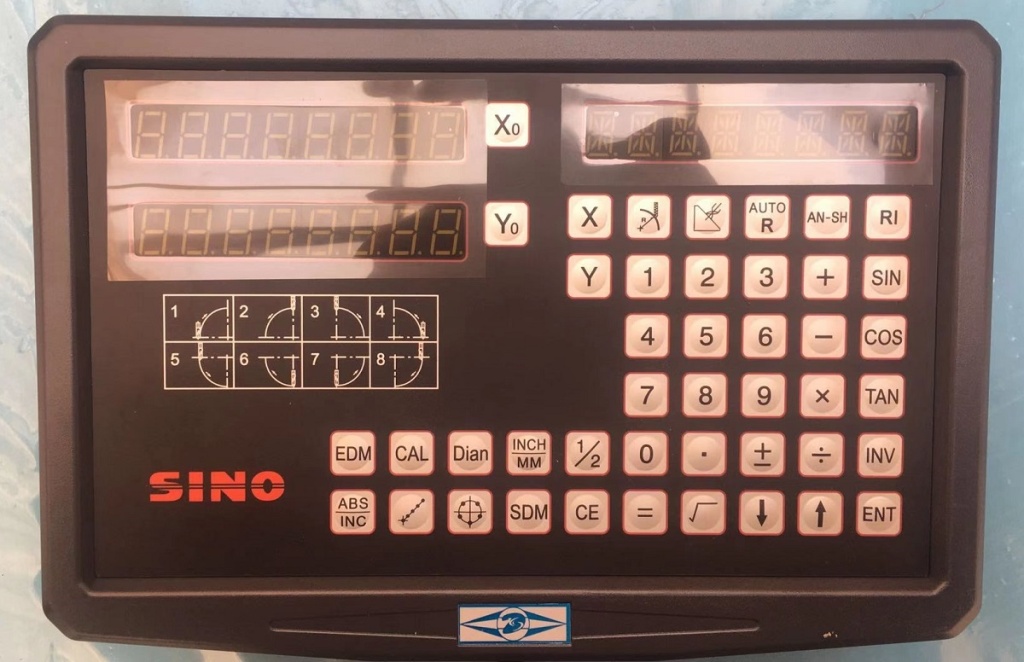 X0
Y0
X AUTO R AN-SH RI
Y 1 2 3 + SIN
4 5 6 − COS
7 8 9 × TAN
1 2 3 4
5 6 7 8
EDM CAL Dian INCH/MM 1/2 0 . ± ÷ INV
SINO
ABS/INC SDM CE = √ ↓ ↑ ENT